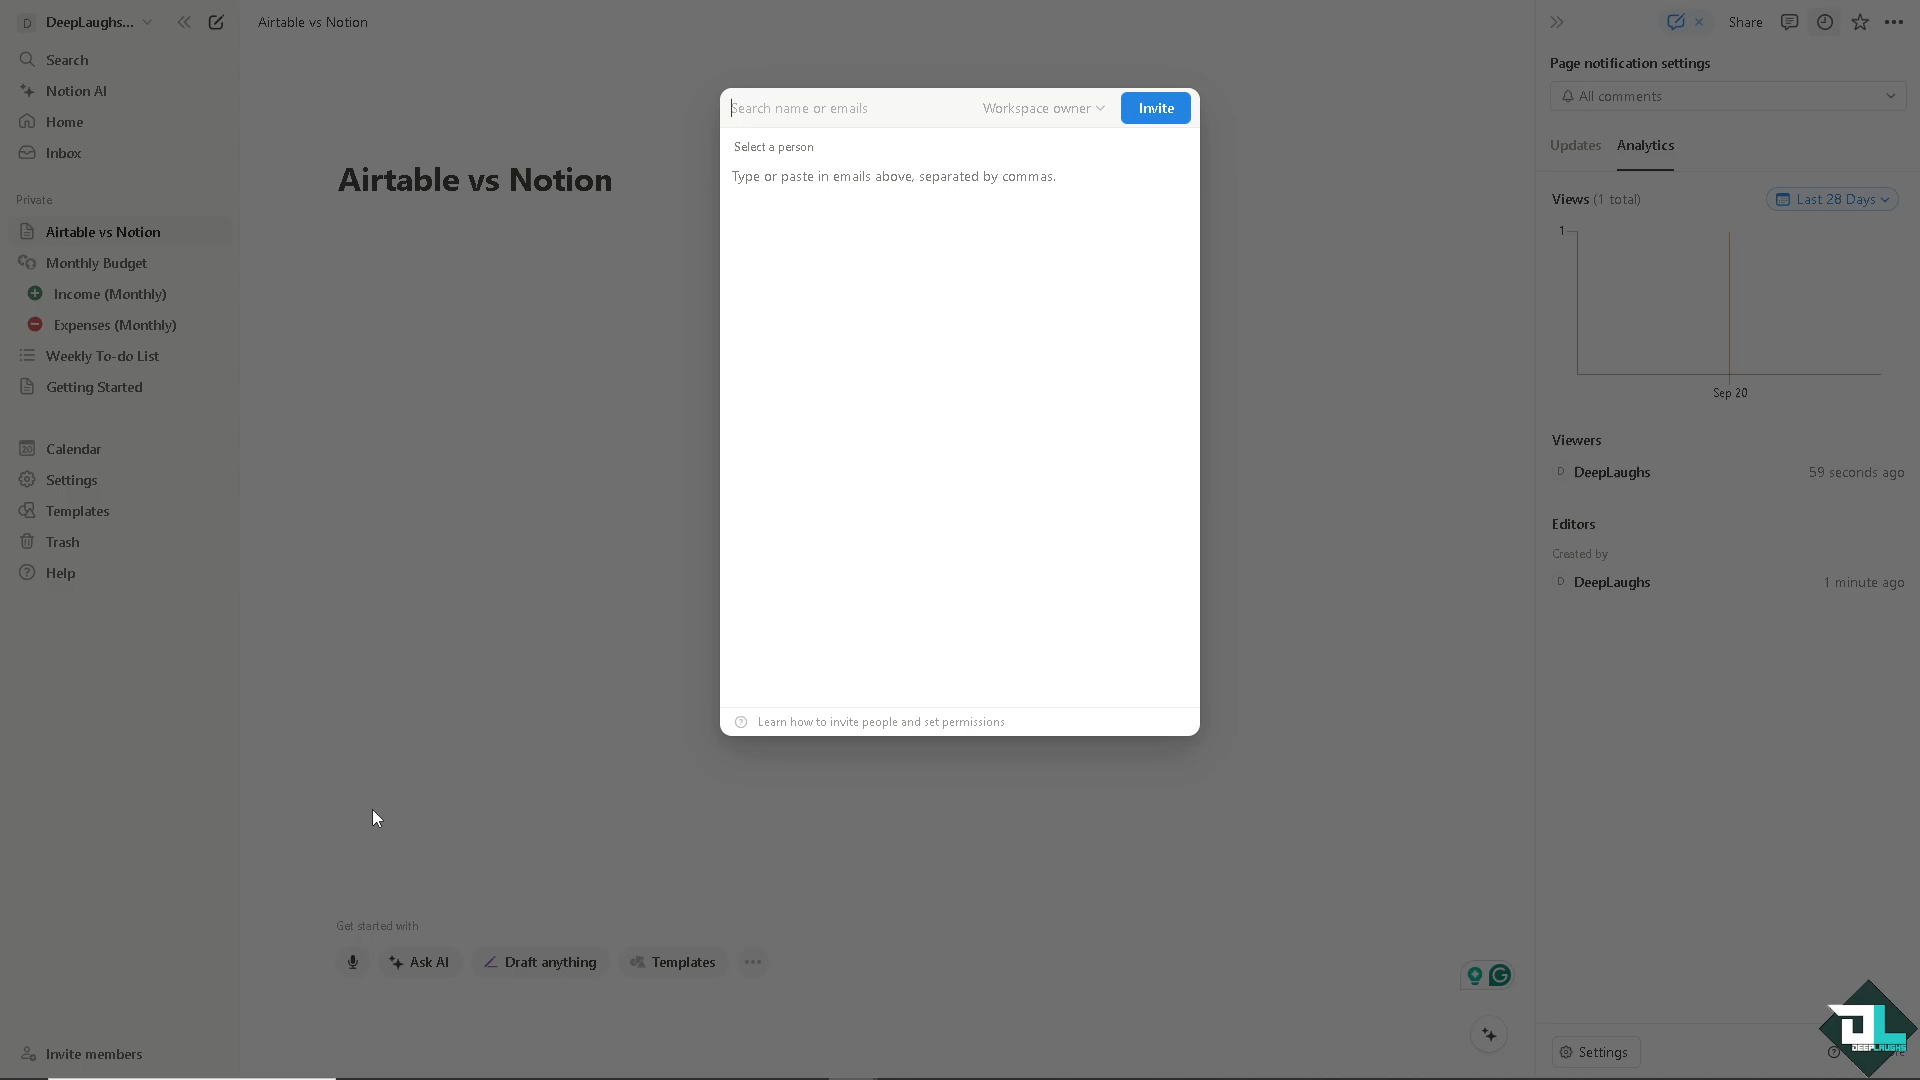 D DeepLaughs...
Search
Notion AI
Home
Inbox
Private
Airtable vs Notion
Monthly Budget
Income (Monthly)
Expenses (Monthly)
Weekly To-do List
Getting Started
20 Calendar
Settings
Templates
Trash
Help
Invite members
Airtable vs Notion
Airtable vs Notion
Get started with
Ask AI
Draft anything
Templates
Search name or emails
Workspace owner
Invite
Select a person
Type or paste in emails above, separated by commas.
Learn how to invite people and set permissions
Share
Page notification settings
All comments
Updates Analytics
Views (1 total)
Last 28 Days
1
Sep 20
Viewers
D DeepLaughs 59 seconds ago
Editors
Created by
D DeepLaughs 1 minute ago
Settings
DL
DEEPLAUGHS